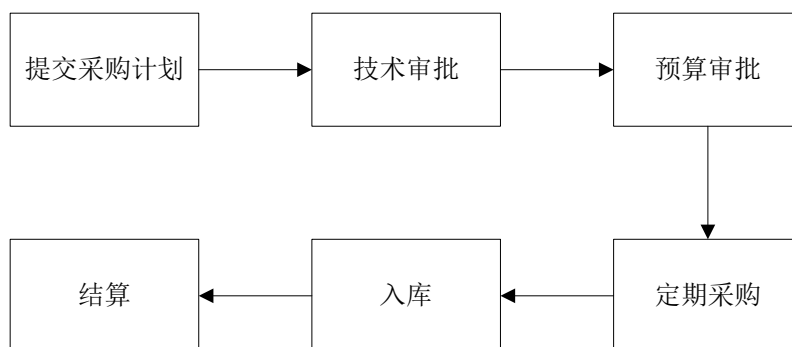 提交采购计划
技术审批
预算审批
结算
入库
定期采购